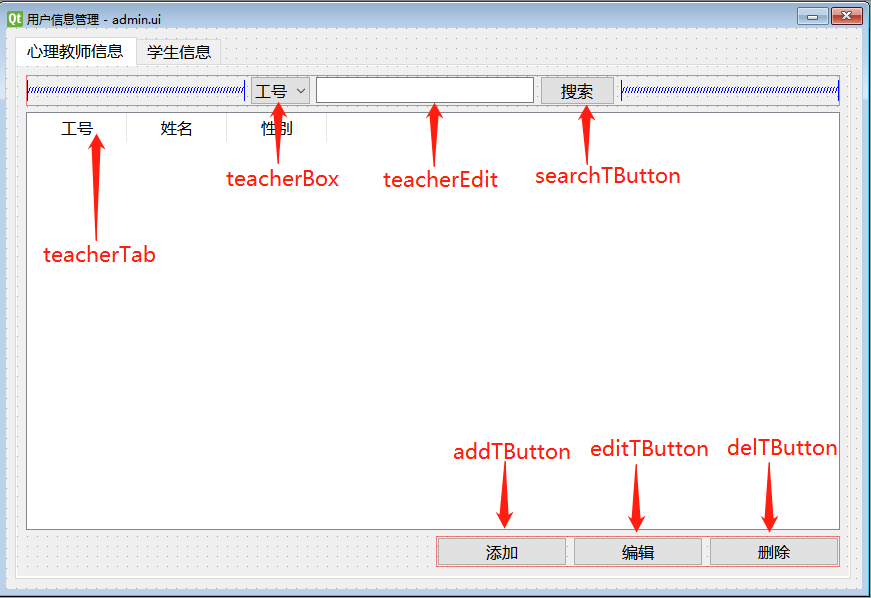 Qt 用户信息管理 - admin.ui
心理教师信息 学生信息
工号 搜索
工号 姓名 性别
teacherBox teacherEdit searchTButton
teacherTab
addTButton editTButton delTButton
添加 编辑 删除